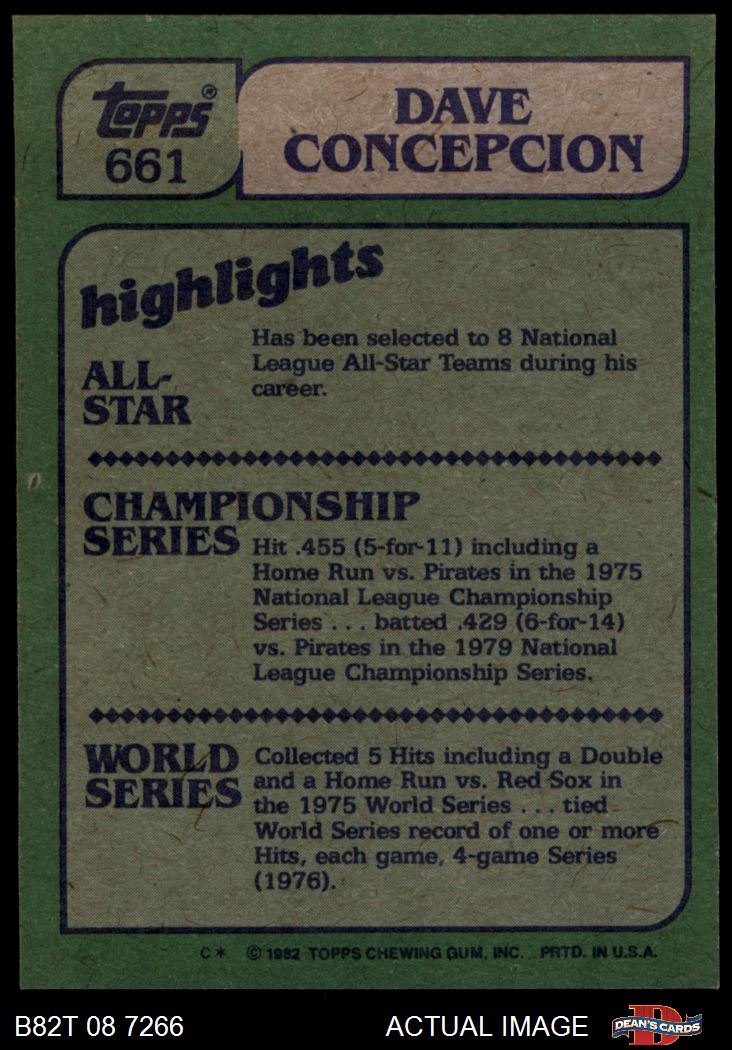 topps®
661
DAVE
CONCEPCION
highlights
ALL-
STAR
Has been selected to 8 National
League All-Star Teams during his
career.
CHAMPIONSHIP
SERIES
Hit .455 (5-for-11) including a
Home Run vs. Pirates in the 1975
National League Championship
Series . . . batted .429 (6-for-14)
vs. Pirates in the 1979 National
League Championship Series.
WORLD
SERIES
Collected 5 Hits including a Double
and a Home Run vs. Red Sox in
the 1975 World Series . . . tied
World Series record of one or more
Hits, each game, 4-game Series
(1976).
C* © 1982 TOPPS CHEWING GUM, INC. PRTD. IN U.S.A.
B82T 08 7266
ACTUAL IMAGE
D
DEAN'S CARDS